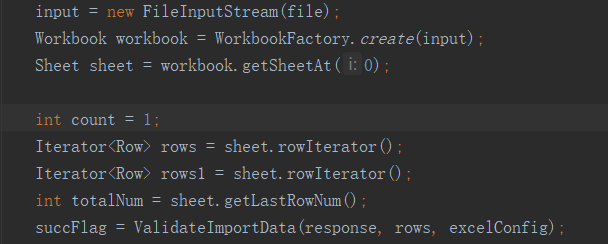 input = new FileInputStream(file);
Workbook workbook = WorkbookFactory.create(input);
Sheet sheet = workbook.getSheetAt( i: 0);
int count = 1;
Iterator<Row> rows = sheet.rowIterator();
Iterator<Row> rows1 = sheet.rowIterator();
int totalNum = sheet.getLastRowNum();
succFlag = ValidateImportData(response, rows, excelConfig);